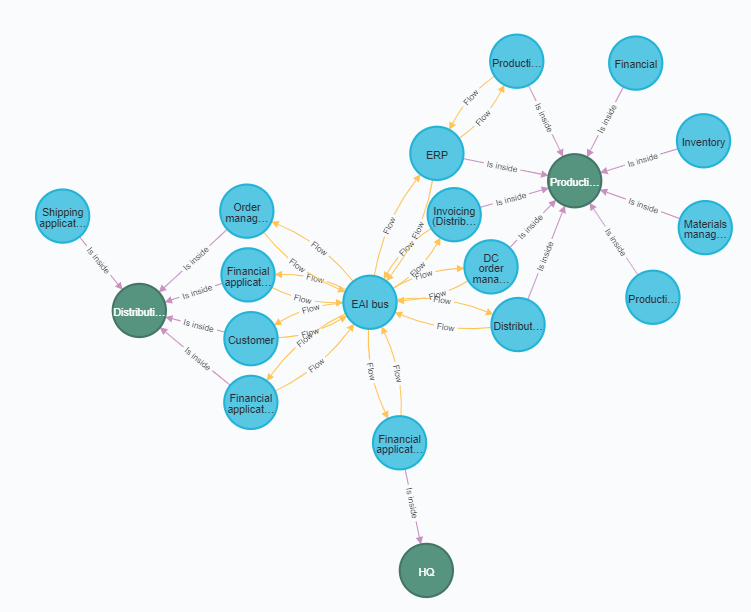 Producti...
Financial
Flow
Flow
Is inside
Is inside
Inventory
ERP
Is inside
Is inside
Producti...
Shipping
applicat...
Order
manag...
Flow
Is inside
Invoicing
(Distrib...
Is inside
Materials
manag...
Flow
Flow
Flow
Is inside
Is inside
Is inside
Is inside
DC
order
mana...
Is inside
Flow
Flow
Flow
Financial
applicat...
Flow
Is inside
Flow
Flow
Flow
EAI bus
Producti...
Distributi...
Flow
Is inside
Customer
Flow
Flow
Flow
Distribut...
Is inside
Flow
Flow
Flow
Financial
applicat...
Financial
applicat...
Is inside
HQ